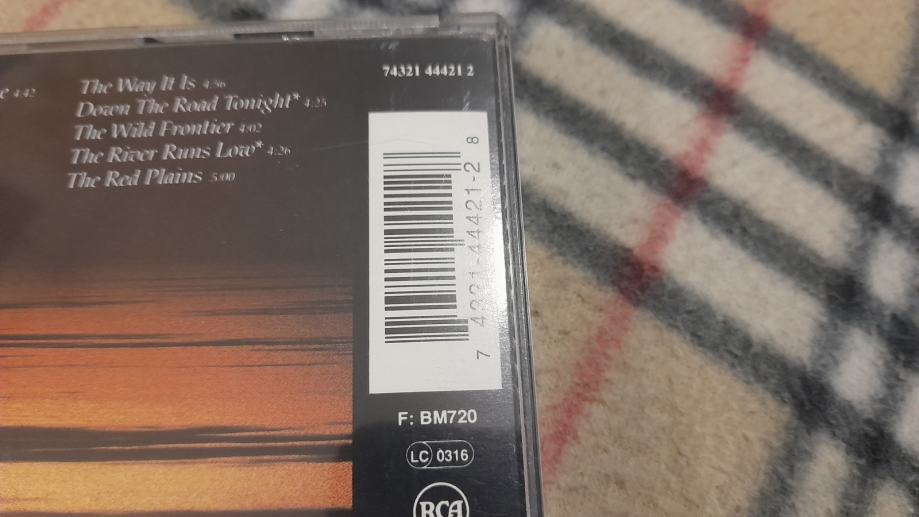 e 4:42
The Way It Is 4:56
Down The Road Tonight* 4:25
The Wild Frontier 4:02
The River Runs Low* 4:26
The Red Plains 5:00
74321 44421 2
7 4321-44421-2 8
F: BM720
LC 0316
RCA